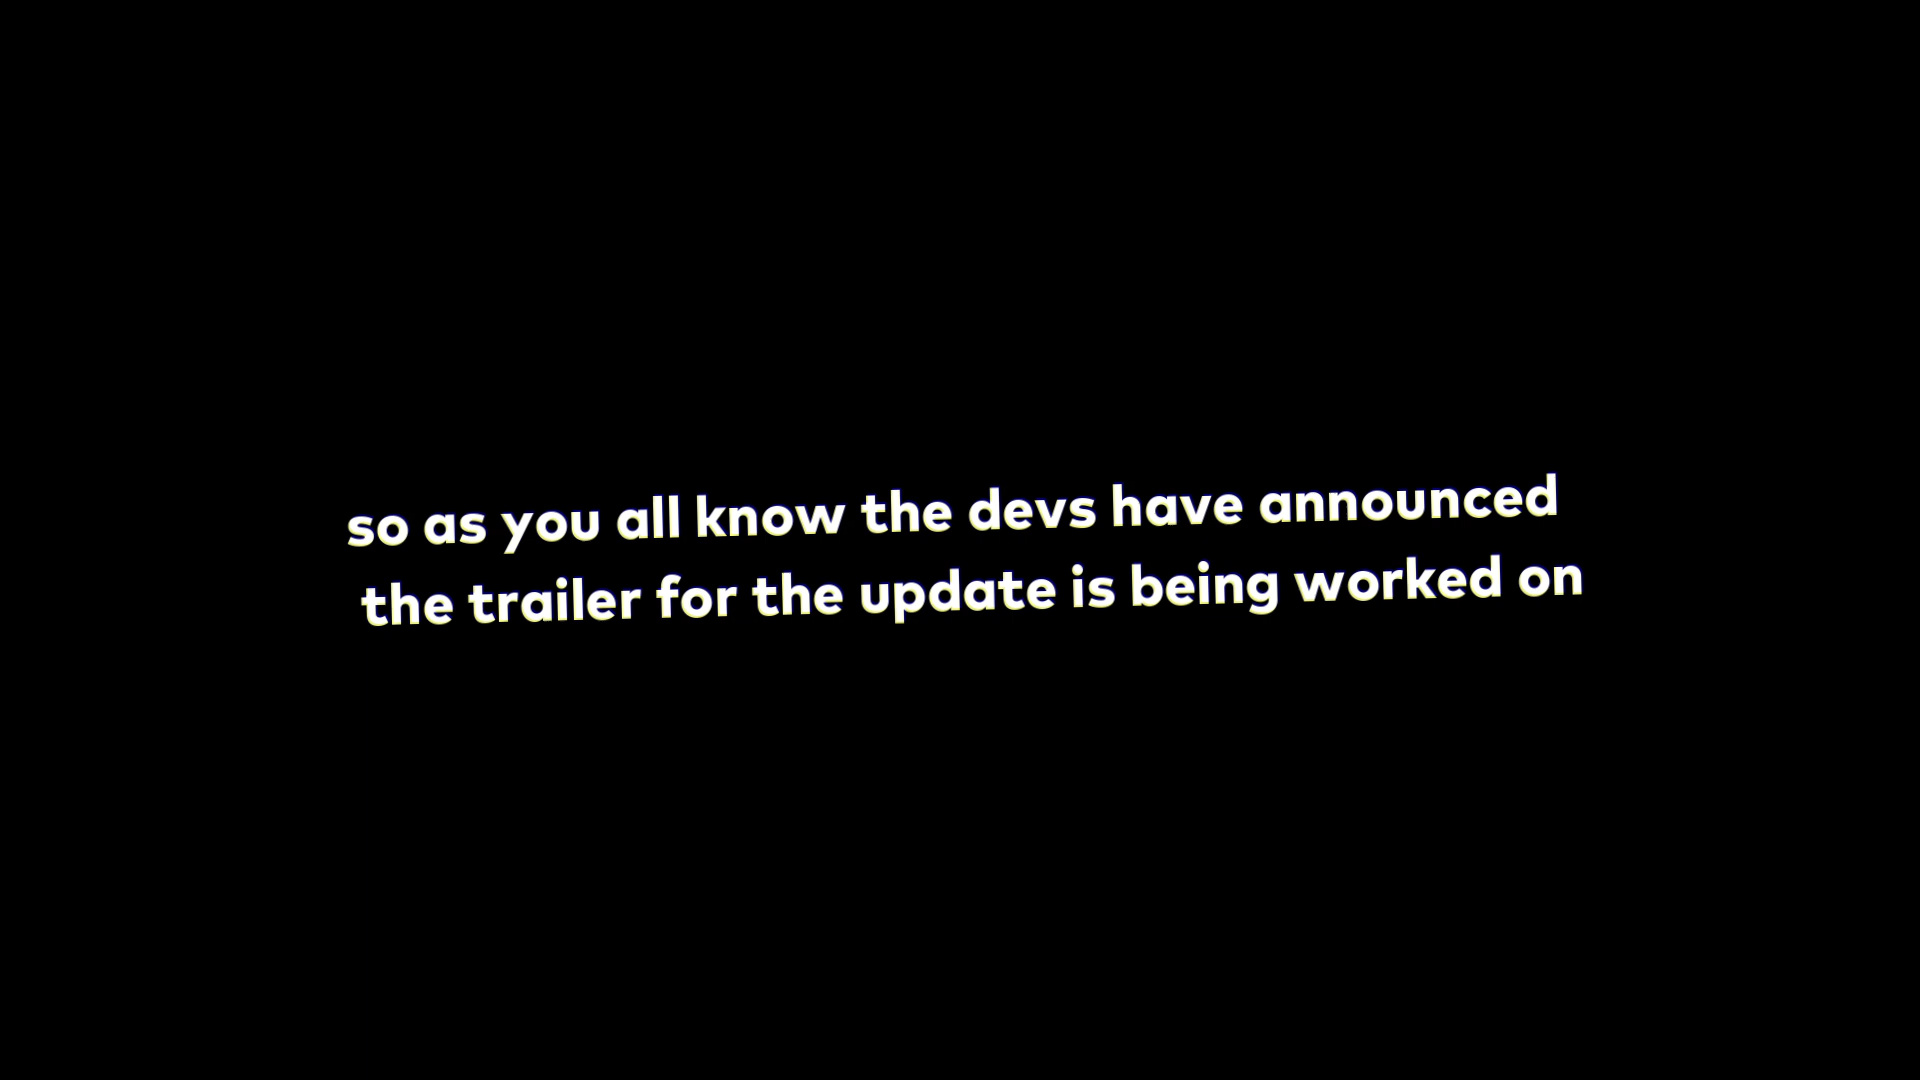 so as you all know the devs have announced
the trailer for the update is being worked on